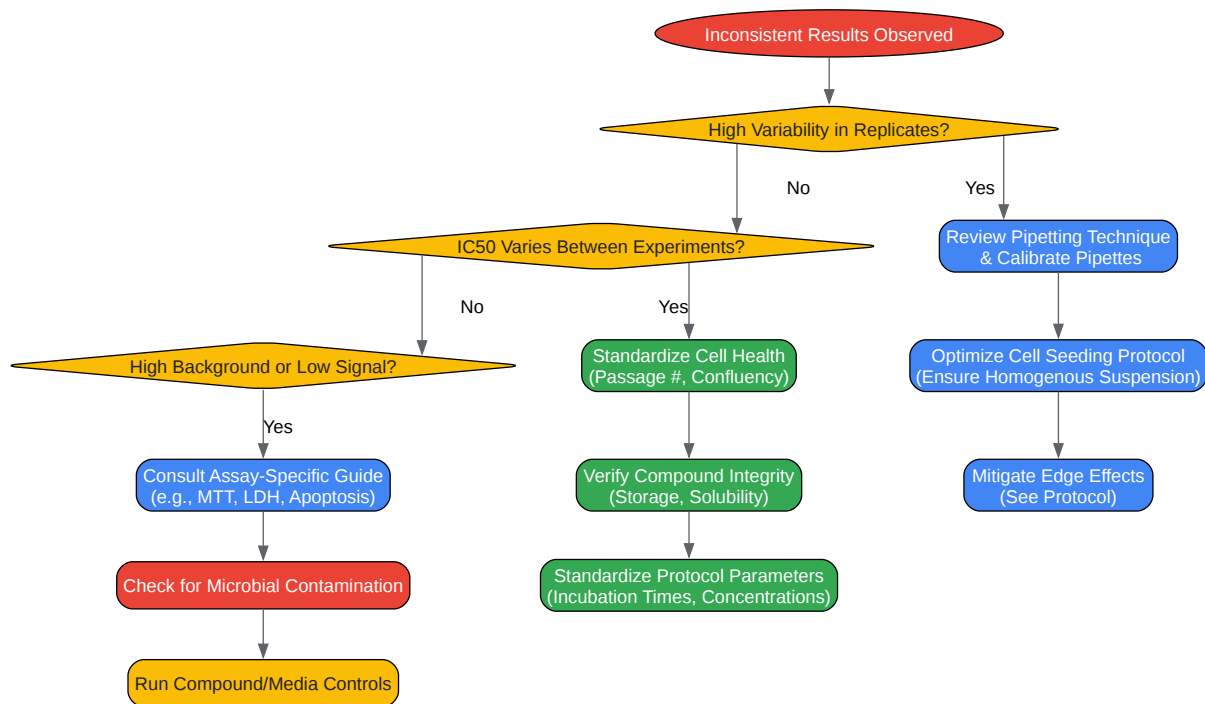 Inconsistent Results Observed
High Variability in Replicates?
No
Yes
IC50 Varies Between Experiments?
Review Pipetting Technique
& Calibrate Pipettes
No
Yes
High Background or Low Signal?
Standardize Cell Health
(Passage #, Confluency)
Optimize Cell Seeding Protocol
(Ensure Homogenous Suspension)
Yes
Consult Assay-Specific Guide
(e.g., MTT, LDH, Apoptosis)
Verify Compound Integrity
(Storage, Solubility)
Mitigate Edge Effects
(See Protocol)
Check for Microbial Contamination
Standardize Protocol Parameters
(Incubation Times, Concentrations)
Run Compound/Media Controls